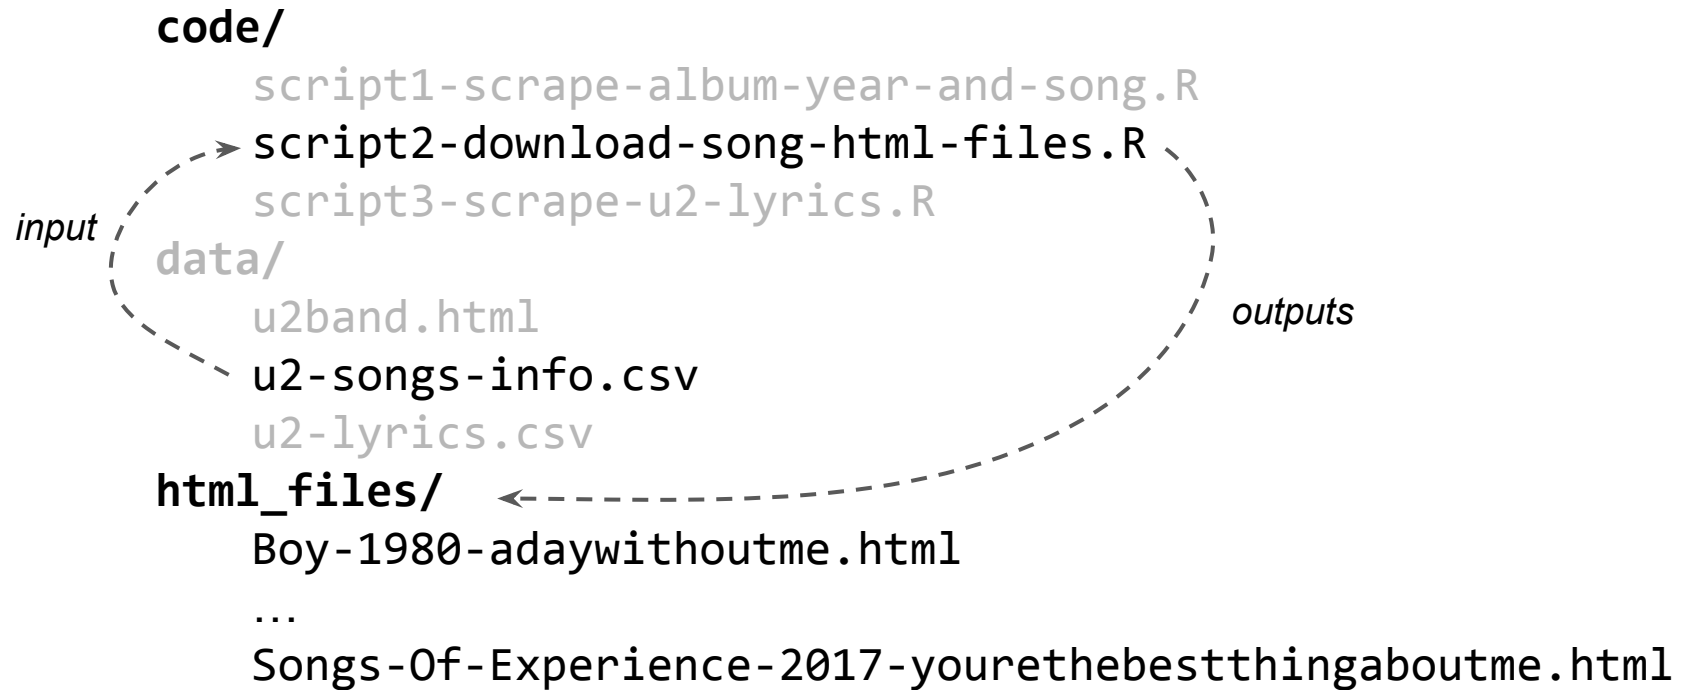 code/
script1-scrape-album-year-and-song.R
script2-download-song-html-files.R
script3-scrape-u2-lyrics.R
input
data/
u2band.html
outputs
u2-songs-info.csv
u2-lyrics.csv
html_files/
Boy-1980-adaywithoutme.html
...
Songs-Of-Experience-2017-yourethebestthingaboutme.html